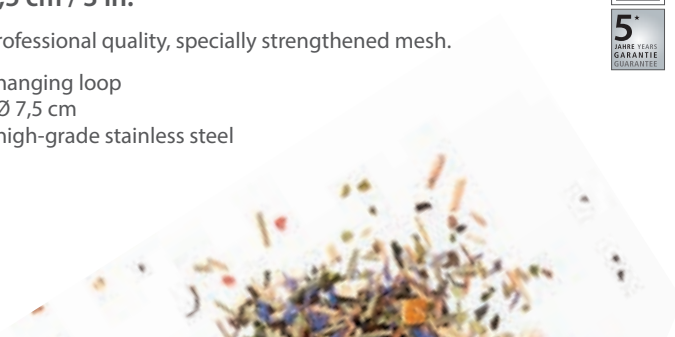 ,5 cm / 3 in.
rofessional quality, specially strengthened mesh.
hanging loop
Ø 7,5 cm
high-grade stainless steel
5*
JAHRE YEARS
GARANTIE
GUARANTEE